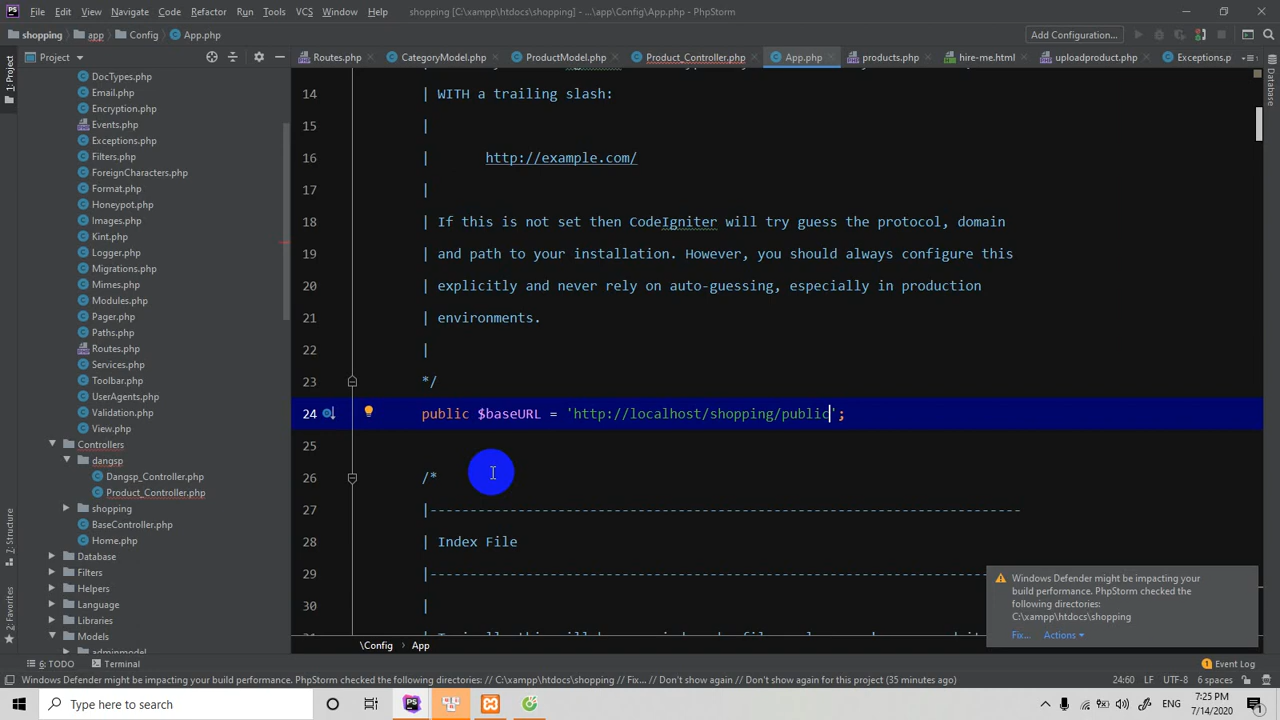 File Edit View Navigate Code Refactor Run Tools VCS Window Help shopping [C:\xampp\htdocs\shopping] - ...\app\Config\App.php - PhpStorm
shopping app Config App.php
Add Configuration...
Project
Routes.php CategoryModel.php ProductModel.php Product_Controller.php App.php products.php hire-me.html uploadproduct.php Exceptions.p
1: Project
Database
DocTypes.php
Email.php
Encryption.php
Events.php
Exceptions.php
Filters.php
ForeignCharacters.php
Format.php
Honeypot.php
Images.php
Kint.php
Logger.php
Migrations.php
Mimes.php
Modules.php
Pager.php
Paths.php
Routes.php
Services.php
Toolbar.php
UserAgents.php
Validation.php
View.php
Controllers
dangsp
Dangsp_Controller.php
Product_Controller.php
shopping
BaseController.php
Home.php
Database
Filters
Helpers
Language
Libraries
Models
adminmodel
7: Structure
2: Favorites
14 | WITH a trailing slash:
15 |
16 | http://example.com/
17 |
18 | If this is not set then CodeIgniter will try guess the protocol, domain
19 | and path to your installation. However, you should always configure this
20 | explicitly and never rely on auto-guessing, especially in production
21 | environments.
22 |
23 */
24 public $baseURL = 'http://localhost/shopping/public';
25
26 /*
27 |--------------------------------------------------------------------------
28 | Index File
29 |--------------------------------------------------------------------------
30 |
\Config App
Windows Defender might be impacting your
build performance. PhpStorm checked the
following directories:
C:\xampp\htdocs\shopping
Fix... Actions
6: TODO Terminal
1 Event Log
Windows Defender might be impacting your build performance. PhpStorm checked the following directories: // C:\xampp\htdocs\shopping // Fix... // Don't show again // Don't show again for this project (35 minutes ago)
24:60 LF UTF-8 6 spaces
Type here to search
ENG
7:25 PM
7/14/2020
1